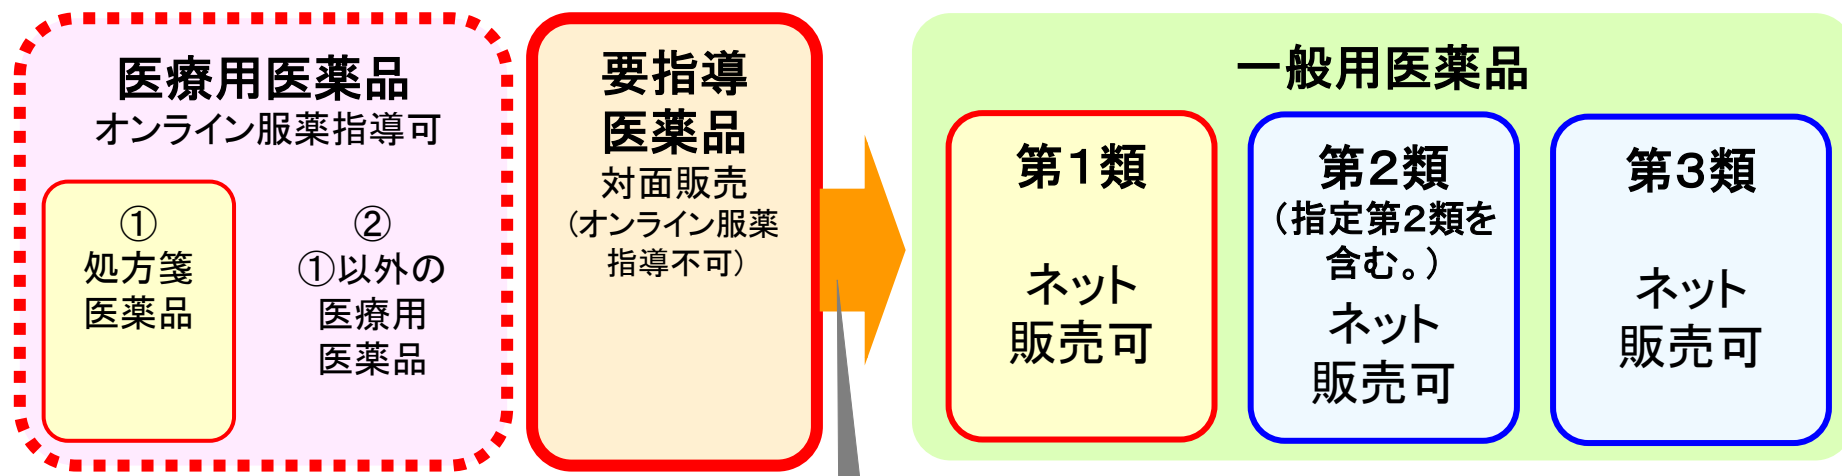 医療用医薬品
オンライン服薬指導可
①
処方箋
医薬品
②
①以外の
医療用
医薬品
要指導
医薬品
対面販売
(オンライン服薬
指導不可)
一般用医薬品
第1類
ネット
販売可
第2類
(指定第2類を
含む。)
ネット
販売可
第3類
ネット
販売可